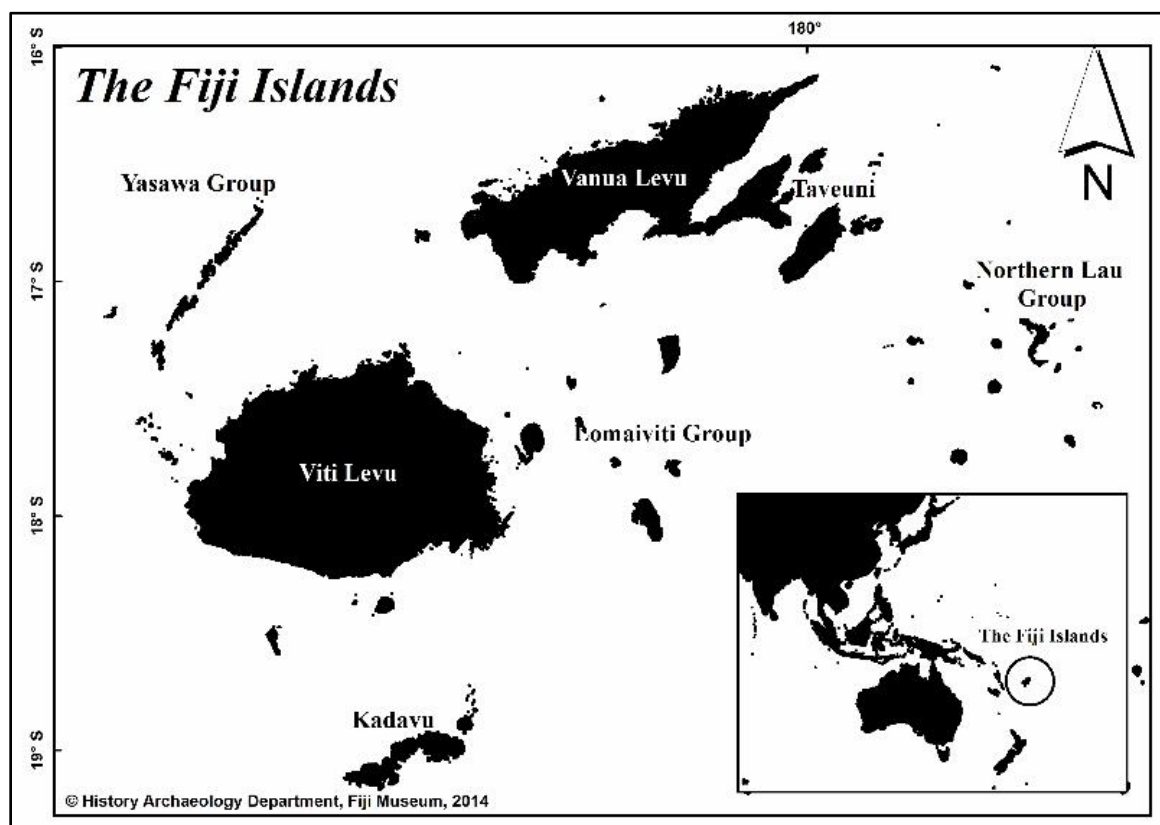 180°
16° S
The Fiji Islands
Yasawa Group
Vanua Levu
Taveuni
N
17° S
Northern Lau
Group
Lomaiviti Group
Viti Levu
18° S
The Fiji Islands
Kadavu
19° S
© History Archaeology Department, Fiji Museum, 2014